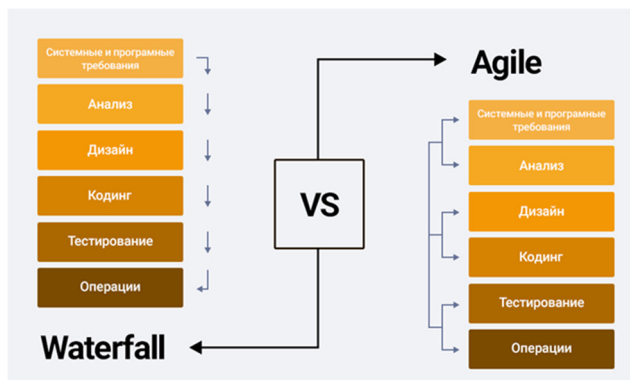 Системные и програмные
требования
Анализ
Дизайн
Кодинг
Тестирование
Операции
Waterfall
VS
Agile
Системные и програмные
требования
Анализ
Дизайн
Кодинг
Тестирование
Операции